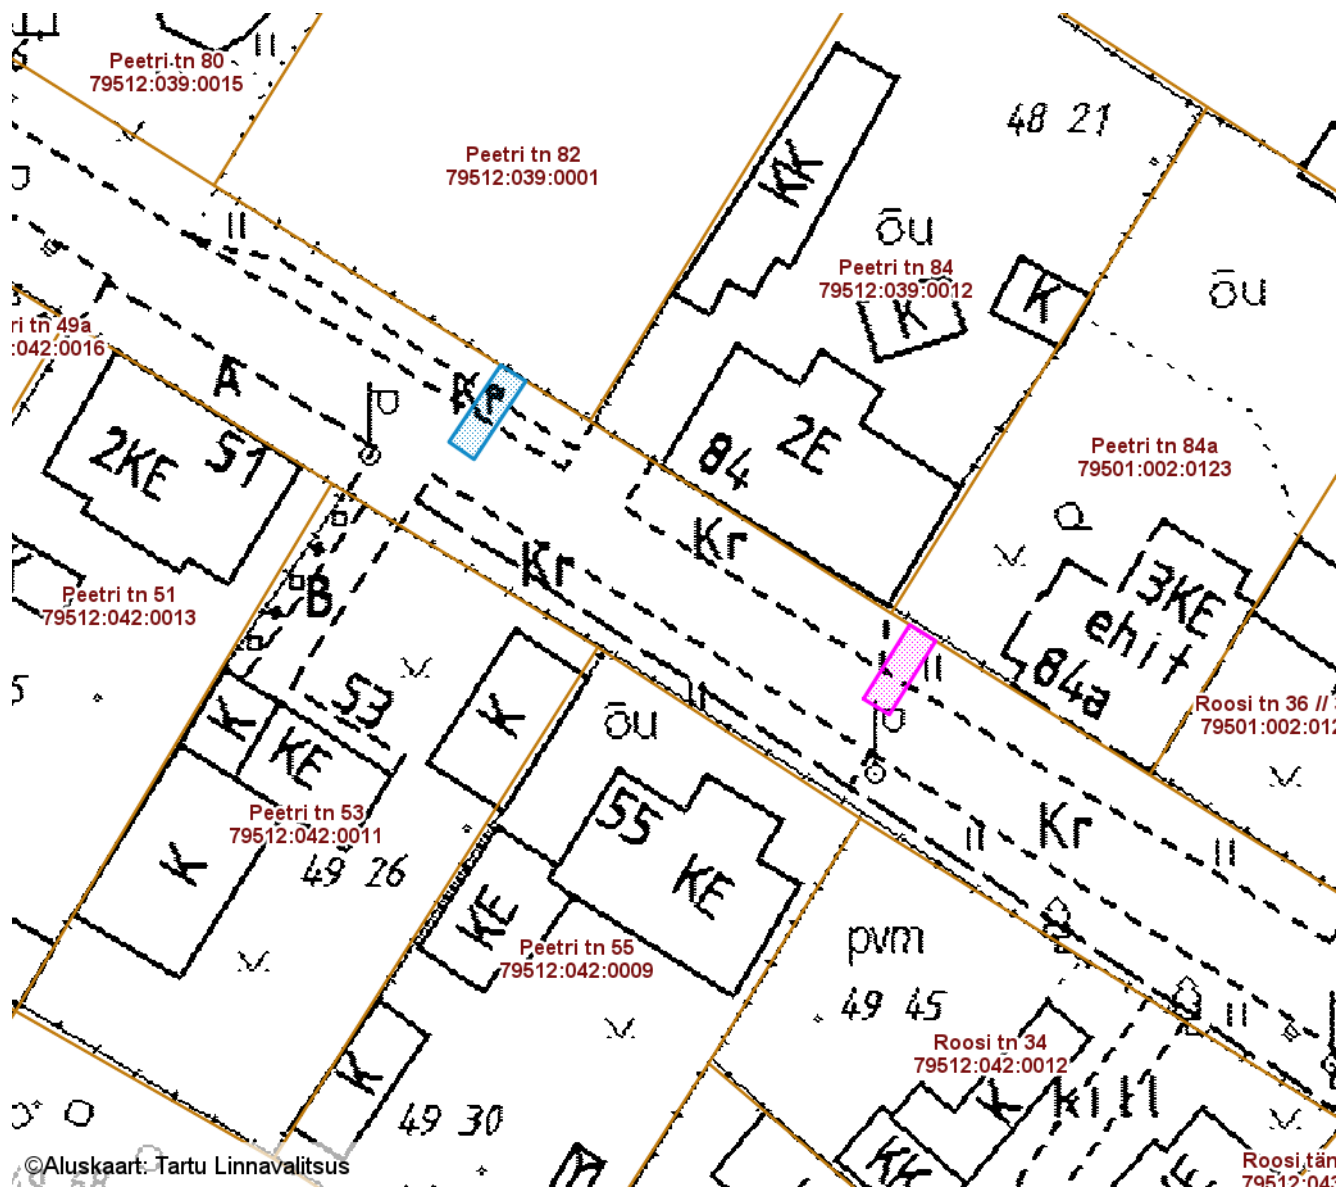 Peetri tn 80
79512:039:0015
Peetri tn 82
79512:039:0001
48 21
KK
õu
Peetri tn 84
79512:039:0012
K
K
õu
ri tn 49a
:042:0016
A
2KE
51
84
2E
Peetri tn 84a
79501:002:0123
Kr
Kr
3KE
ehit
84a
Peetri tn 51
79512:042:0013
B
53
K
õu
Roosi tn 36 //
79501:002:012
K
KE
Peetri tn 53
79512:042:0011
K
49 26
55
KE
Kr
KE
Peetri tn 55
79512:042:0009
pvm
49 45
Roosi tn 34
79512:042:0012
K
K
49 30
KK
©Aluskaart: Tartu Linnavalitsus
Roosi tän
79512:042